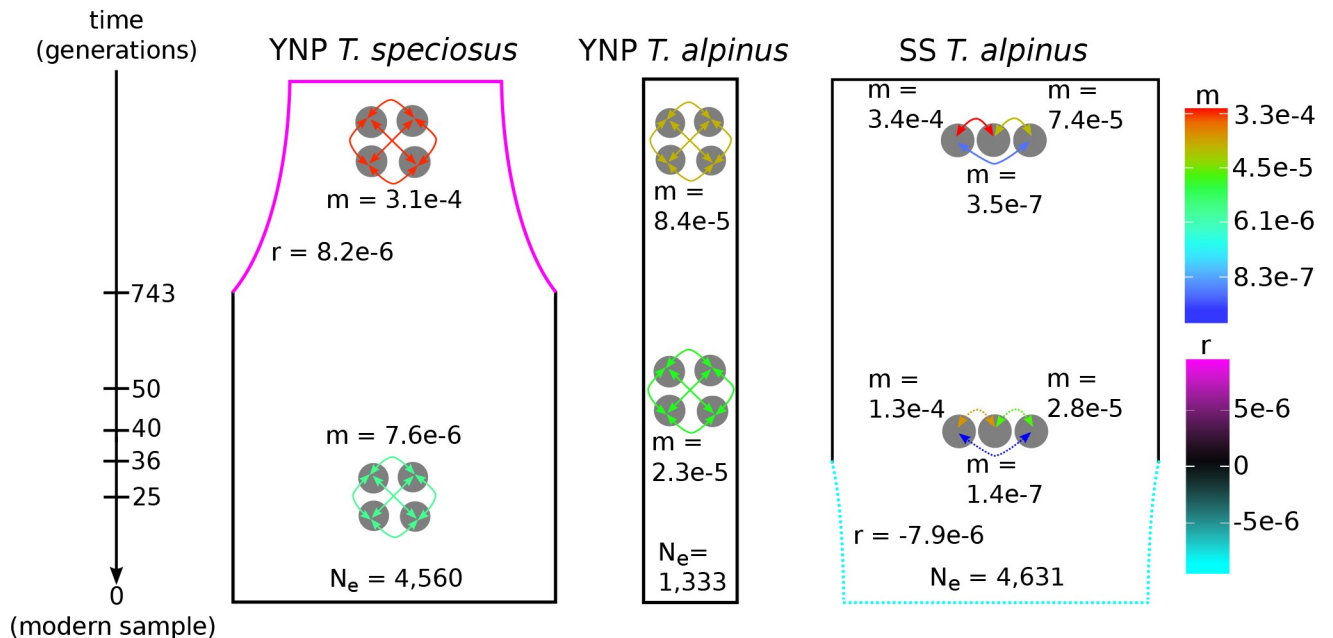 time
(generations)
743
50
40
36
25
0
(modern sample)
YNP T. speciosus
m = 3.1e-4
r = 8.2e-6
m = 7.6e-6
Ne = 4,560
YNP T. alpinus
m =
8.4e-5
m =
2.3e-5
Ne=
1,333
SS T. alpinus
m =
3.4e-4
m =
7.4e-5
m =
3.5e-7
m =
1.3e-4
m =
2.8e-5
m =
1.4e-7
r = -7.9e-6
Ne = 4,631
m
3.3e-4
4.5e-5
6.1e-6
8.3e-7
r
5e-6
0
-5e-6